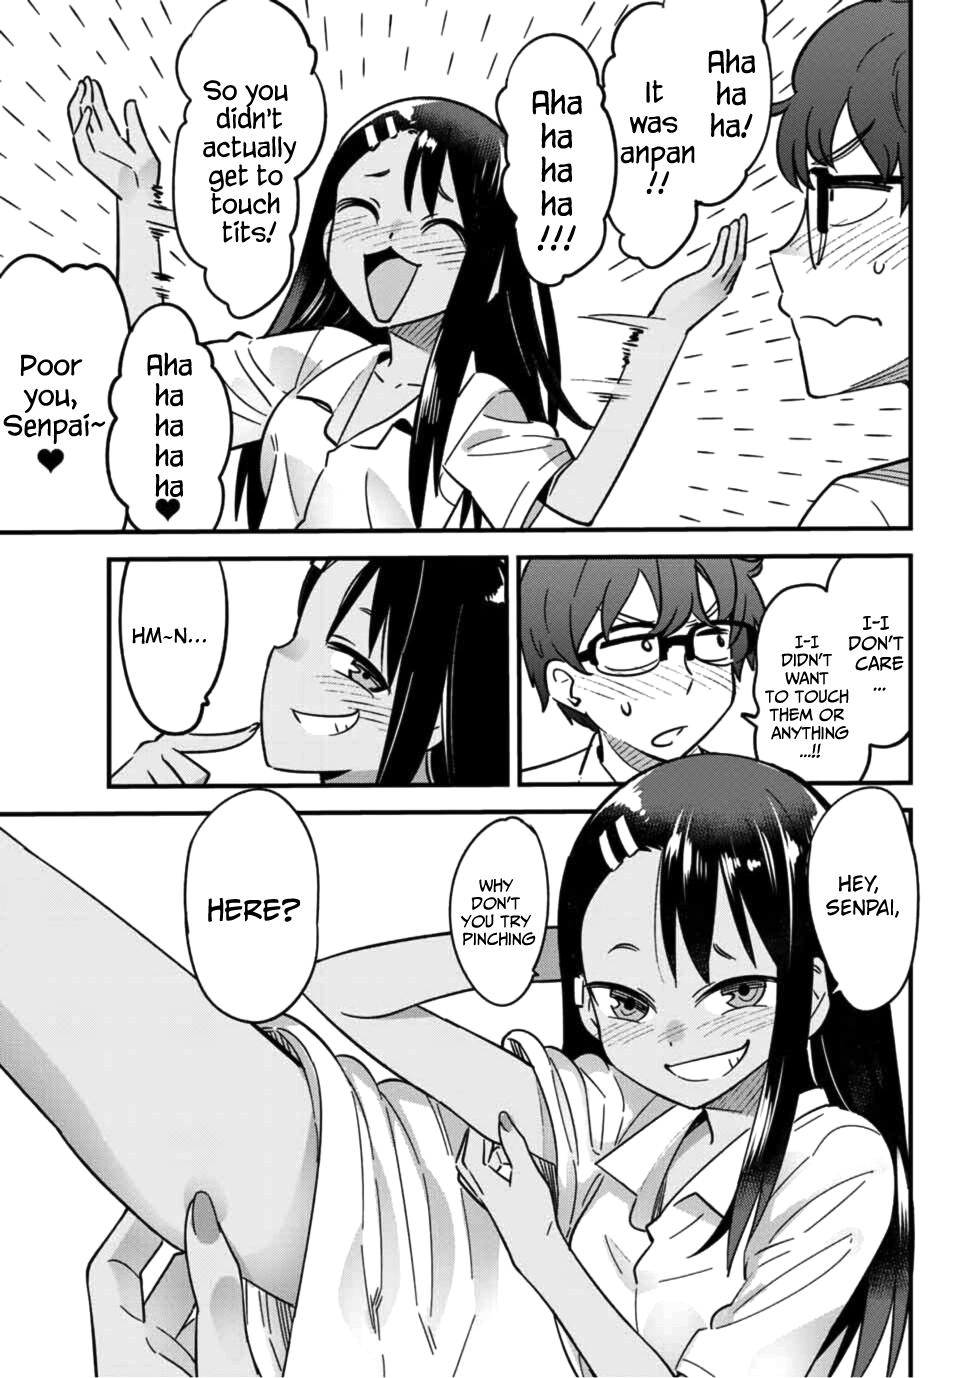 Aha
ha
ha!
It
was
anpan
!!
Aha
ha
ha
ha
!!!
So you
didn't
actually
get to
touch
tits!
Aha
ha
ha
ha
ha
♥
Poor
you,
Senpai~
♥
I-I
DON'T
CARE
...
I-I
DIDN'T
WANT
TO TOUCH
THEM OR
ANYTHING
...!!
HM~N...
HEY,
SENPAI,
WHY
DON'T
YOU TRY
PINCHING
HERE?